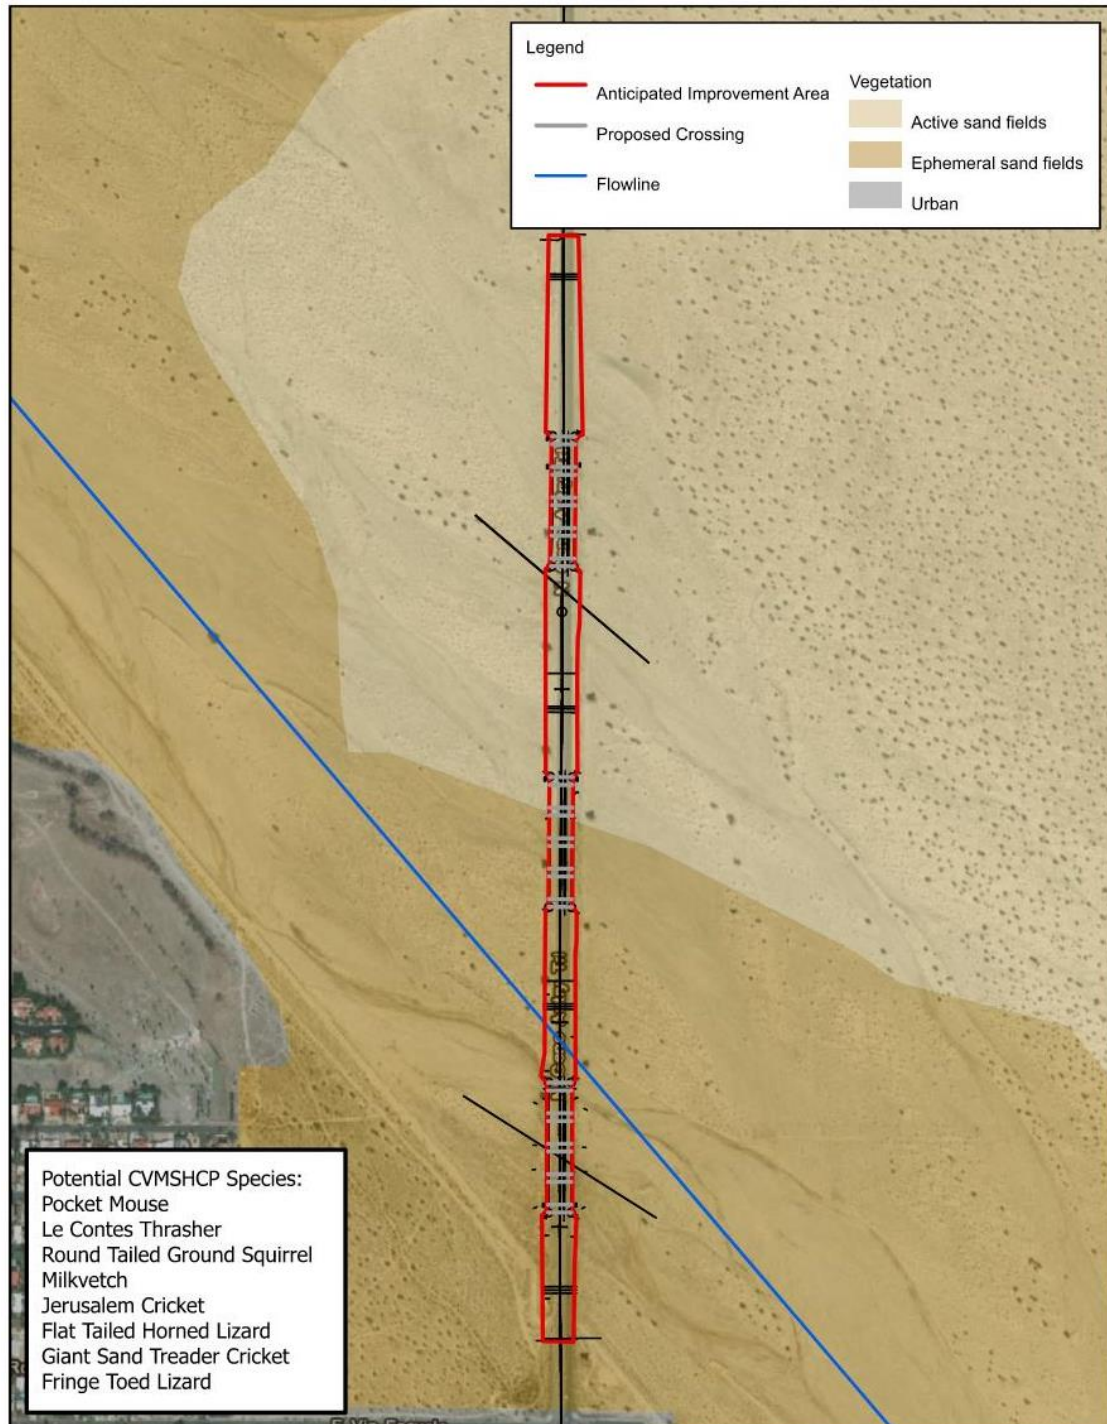 Legend
Anticipated Improvement Area
Proposed Crossing
Flowline
Vegetation
Active sand fields
Ephemeral sand fields
Urban
Potential CVMSHCP Species:
Pocket Mouse
Le Contes Thrasher
Round Tailed Ground Squirrel
Milkvetch
Jerusalem Cricket
Flat Tailed Horned Lizard
Giant Sand Treader Cricket
Fringe Toed Lizard